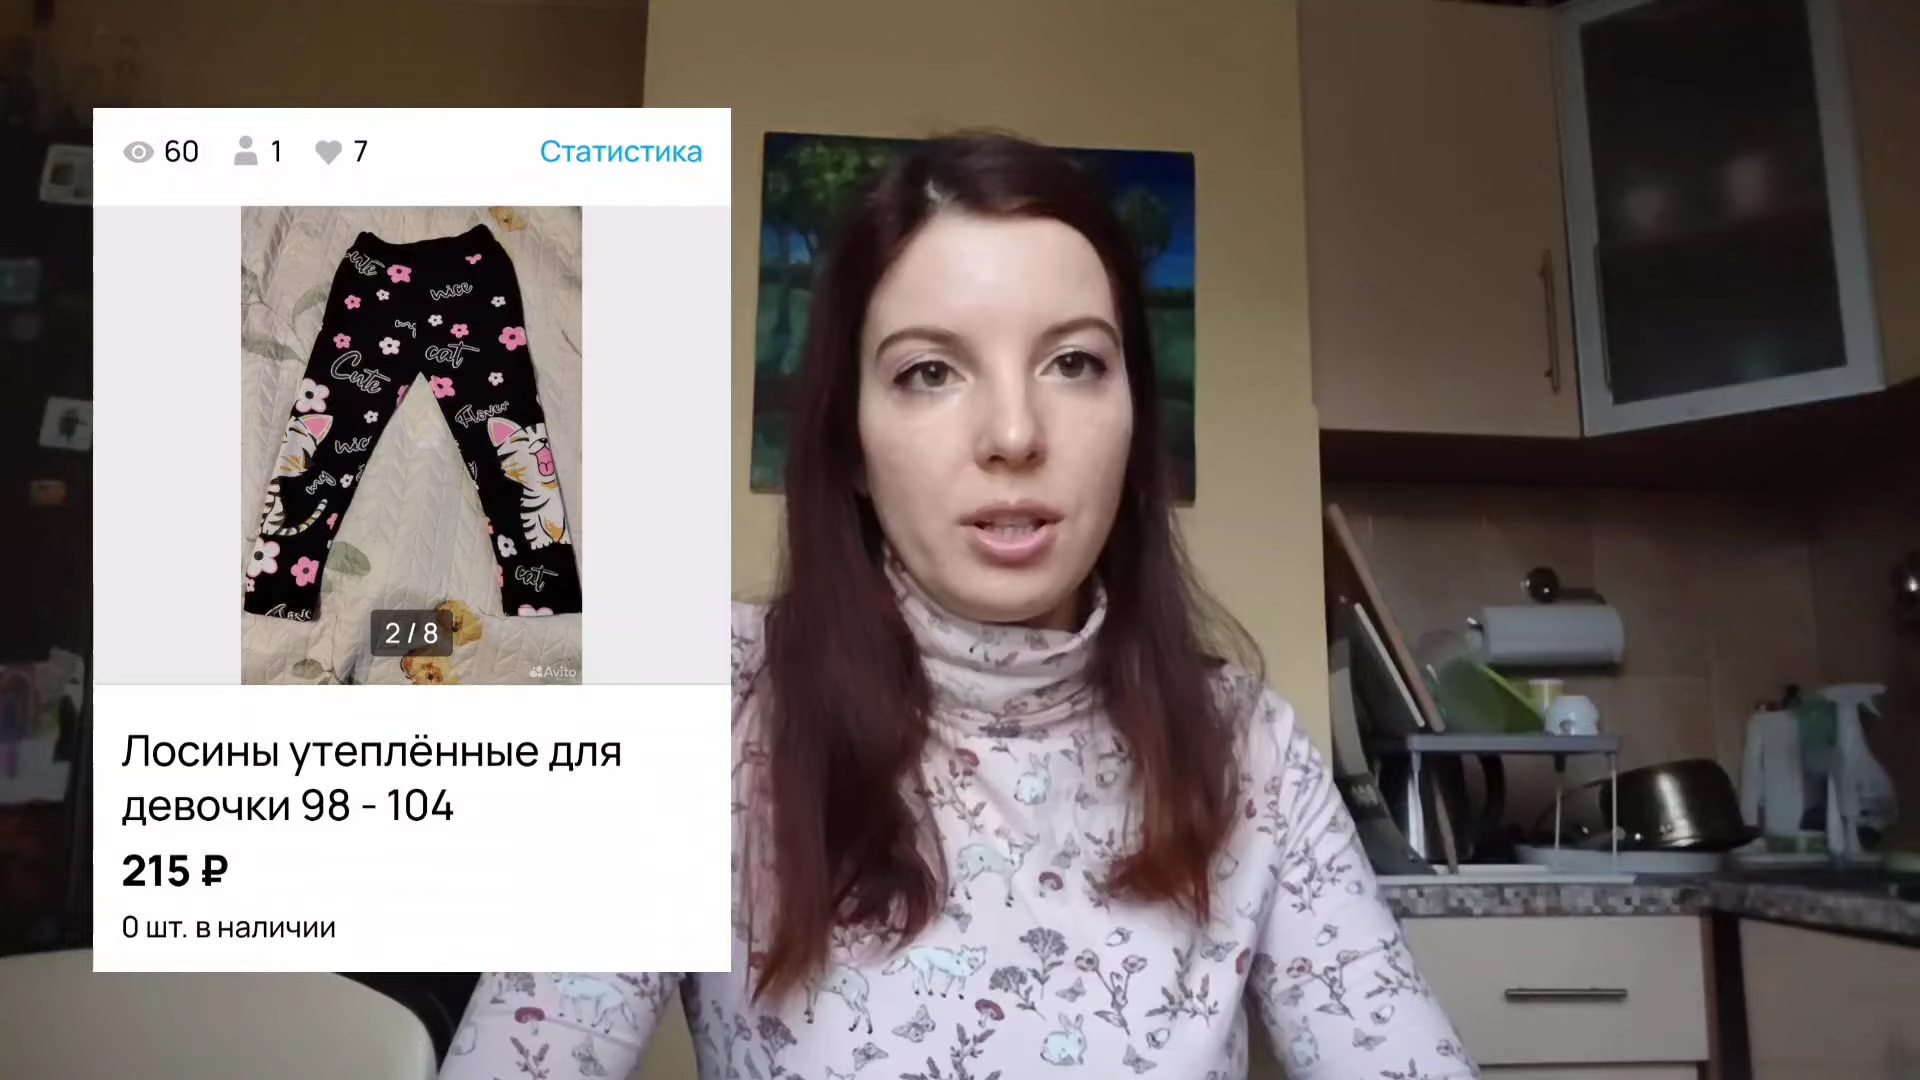 60 1 7 Статистика
cute
nice
my
cat
Cute
Flower
nice
my
cat
2 / 8
Avito
Лосины утеплённые для
девочки 98 - 104
215 ₽
0 шт. в наличии